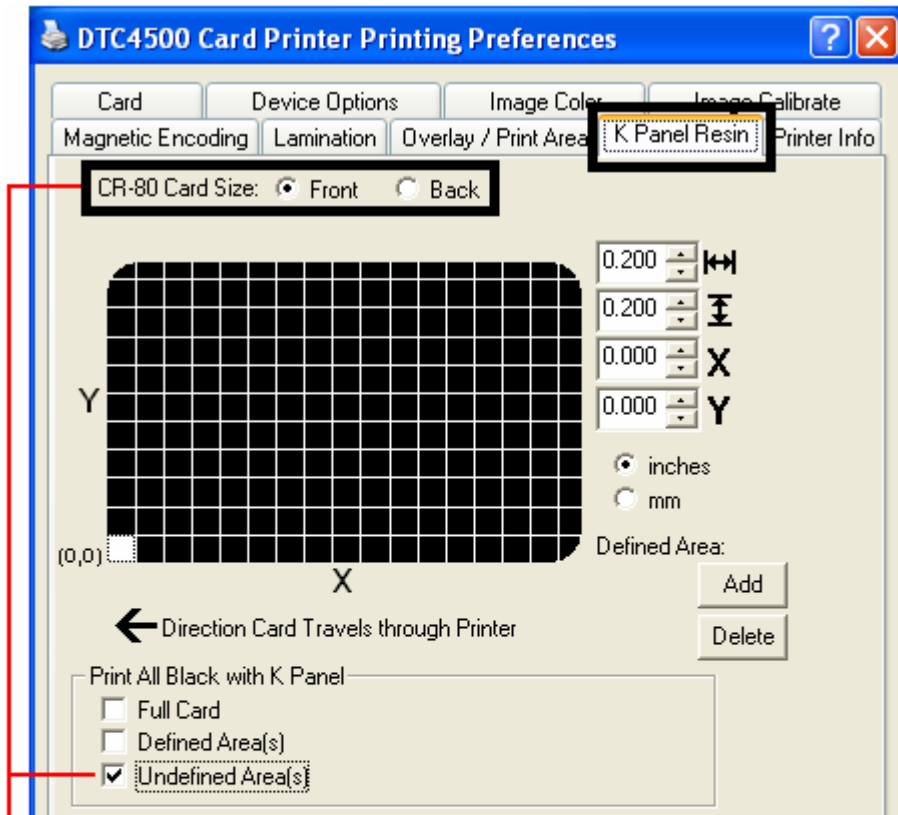 DTC4500 Card Printer Printing Preferences
Card Device Options Image Color Image Calibrate
Magnetic Encoding Lamination Overlay / Print Area K Panel Resin Printer Info
CR-80 Card Size: Front Back
0.200
0.200
0.000 X
0.000 Y
Y
inches
mm
(0,0)
X
Defined Area:
Add
Direction Card Travels through Printer
Delete
Print All Black with K Panel
Full Card
Defined Area(s)
Undefined Area(s)